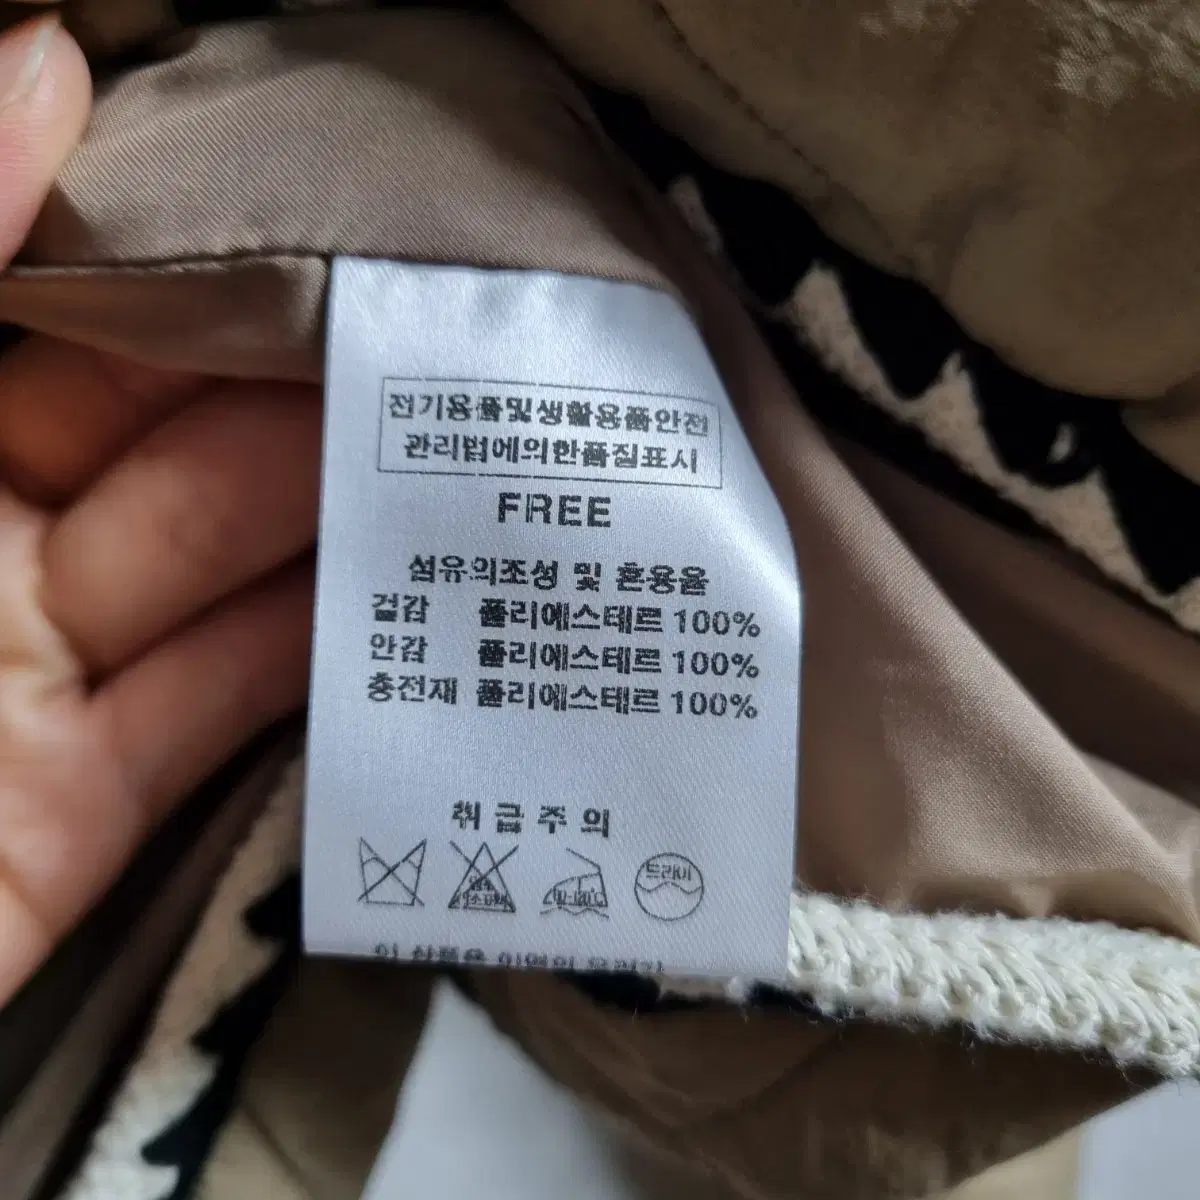 전기용품및생활용품안전
관리법에의한품질표시
FREE
섬유의조성 및 혼용율
겉감 폴리에스테르 100%
안감 폴리에스테르 100%
충전재 폴리에스테르 100%
취급주의
드라이